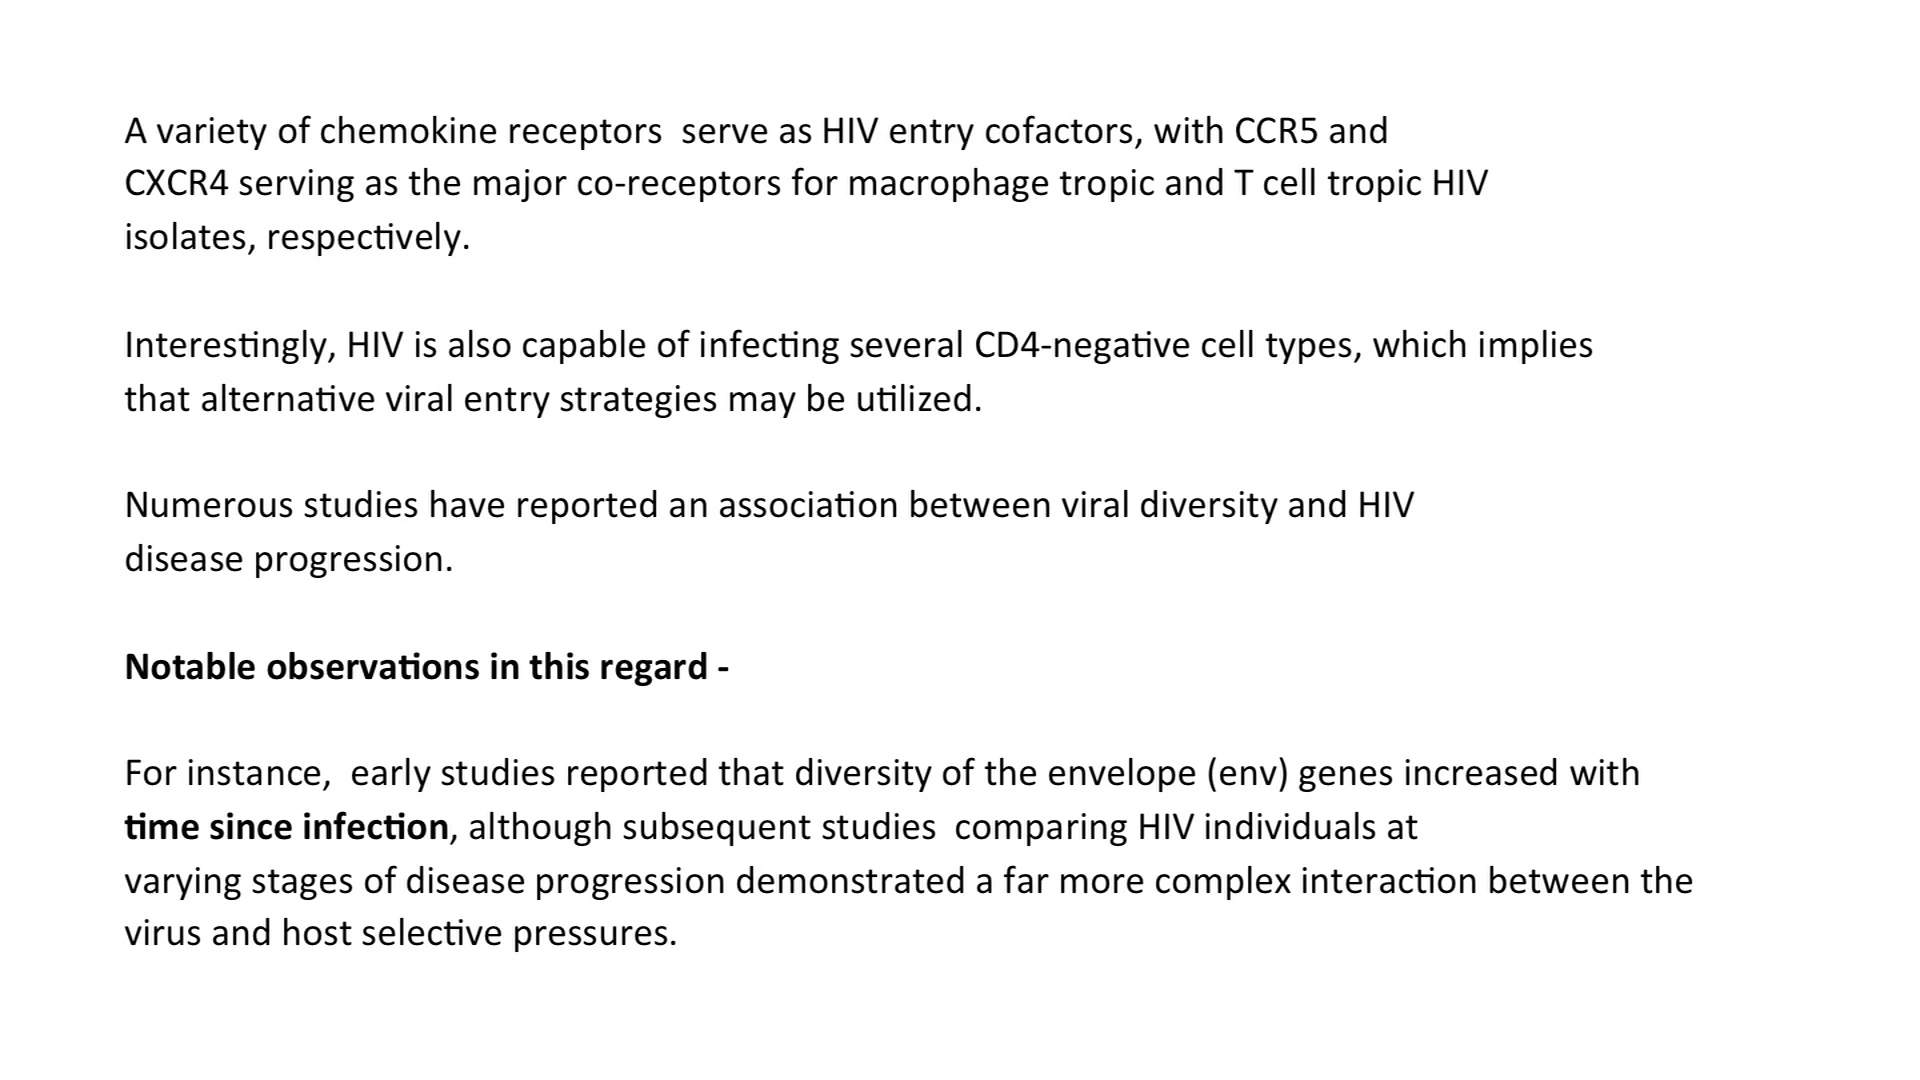 A variety of chemokine receptors  serve as HIV entry cofactors, with CCR5 and
CXCR4 serving as the major co-receptors for macrophage tropic and T cell tropic HIV
isolates, respectively.
Interestingly, HIV is also capable of infecting several CD4-negative cell types, which implies
that alternative viral entry strategies may be utilized.
Numerous studies have reported an association between viral diversity and HIV
disease progression.
Notable observations in this regard -
For instance,  early studies reported that diversity of the envelope (env) genes increased with
time since infection, although subsequent studies  comparing HIV individuals at
varying stages of disease progression demonstrated a far more complex interaction between the
virus and host selective pressures.